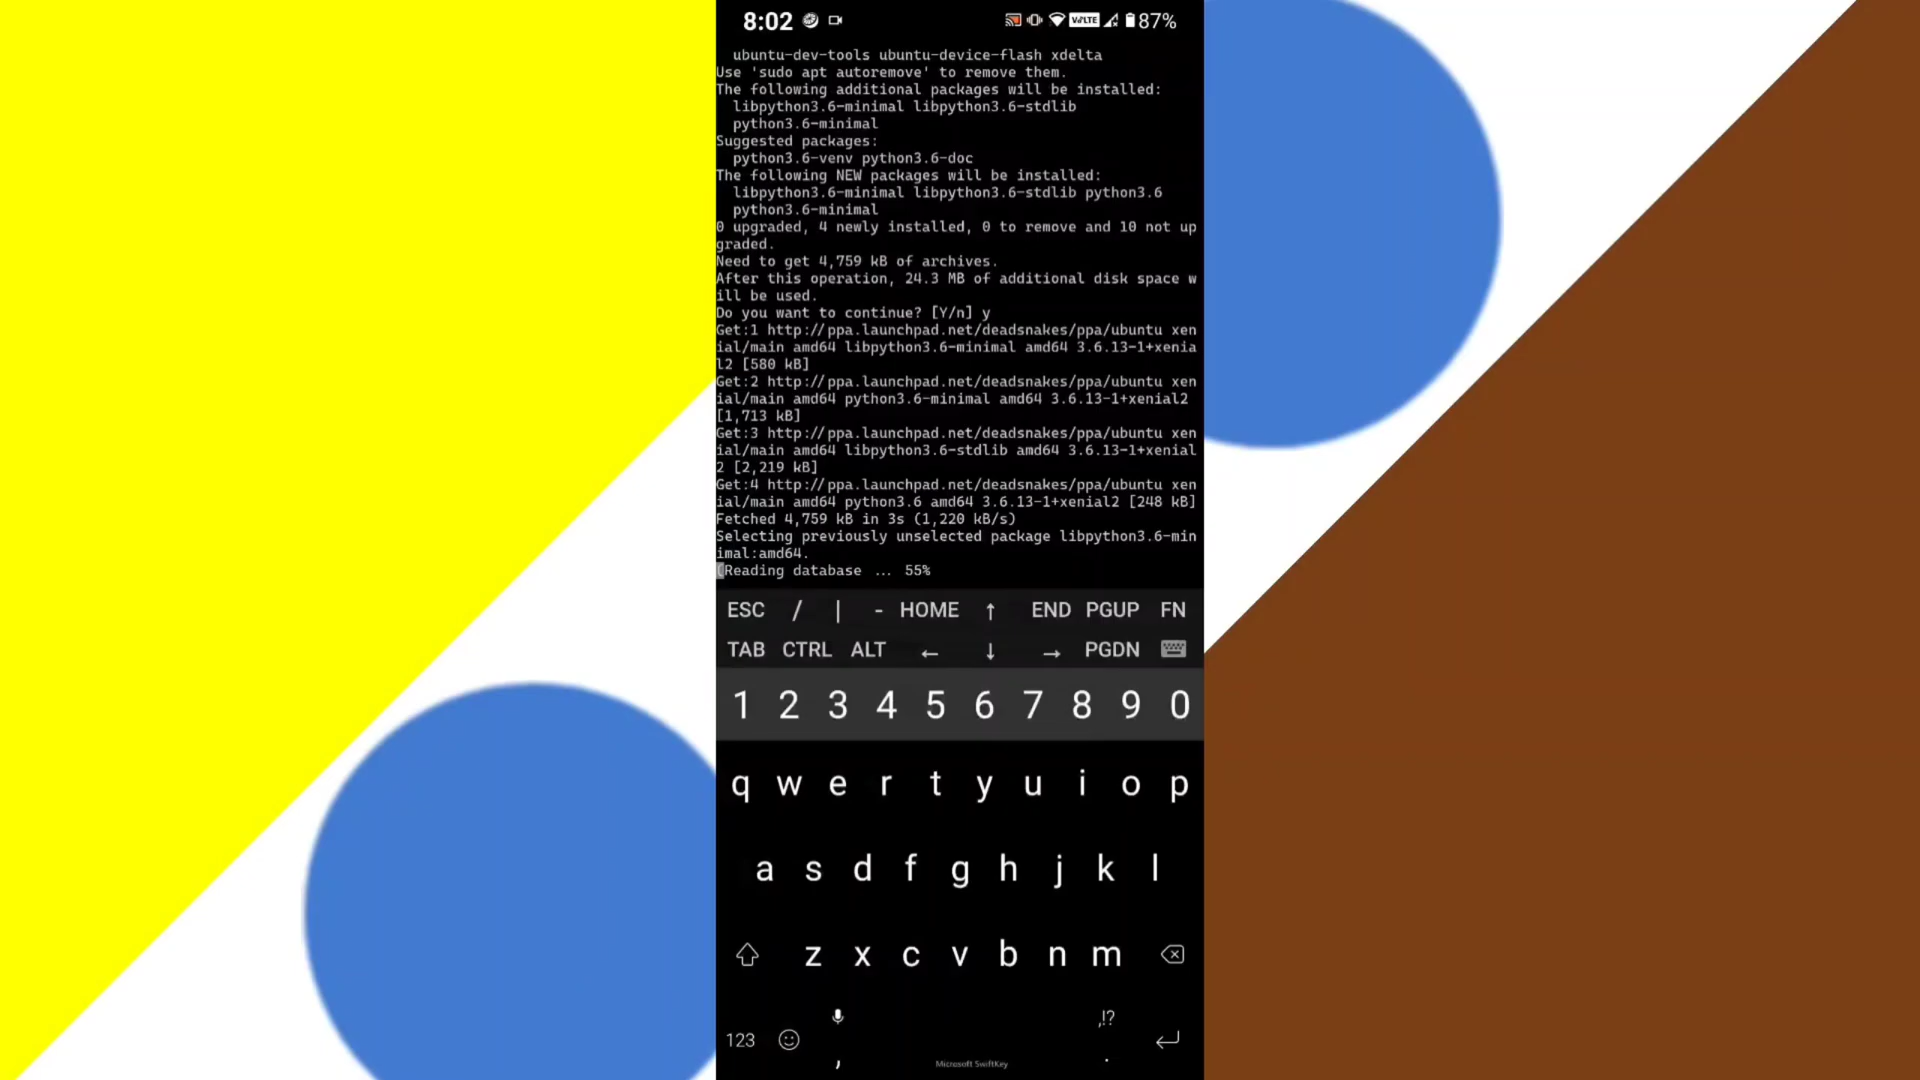 8:02 VoLTE 87%
ubuntu-dev-tools ubuntu-device-flash xdelta
Use 'sudo apt autoremove' to remove them.
The following additional packages will be installed:
libpython3.6-minimal libpython3.6-stdlib
python3.6-minimal
Suggested packages:
python3.6-venv python3.6-doc
The following NEW packages will be installed:
libpython3.6-minimal libpython3.6-stdlib python3.6
python3.6-minimal
0 upgraded, 4 newly installed, 0 to remove and 10 not up
graded.
Need to get 4,759 kB of archives.
After this operation, 24.3 MB of additional disk space w
ill be used.
Do you want to continue? [Y/n] y
Get:1 http://ppa.launchpad.net/deadsnakes/ppa/ubuntu xen
ial/main amd64 libpython3.6-minimal amd64 3.6.13-1+xenia
l2 [580 kB]
Get:2 http://ppa.launchpad.net/deadsnakes/ppa/ubuntu xen
ial/main amd64 python3.6-minimal amd64 3.6.13-1+xenial2
[1,713 kB]
Get:3 http://ppa.launchpad.net/deadsnakes/ppa/ubuntu xen
ial/main amd64 libpython3.6-stdlib amd64 3.6.13-1+xenial
2 [2,219 kB]
Get:4 http://ppa.launchpad.net/deadsnakes/ppa/ubuntu xen
ial/main amd64 python3.6 amd64 3.6.13-1+xenial2 [248 kB]
Fetched 4,759 kB in 3s (1,220 kB/s)
Selecting previously unselected package libpython3.6-min
imal:amd64.
(Reading database ... 55%
ESC / | - HOME ↑ END PGUP FN
TAB CTRL ALT ← ↓ → PGDN
1 2 3 4 5 6 7 8 9 0
q w e r t y u i o p
a s d f g h j k l
z x c v b n m
,!?
123
, .
Microsoft SwiftKey